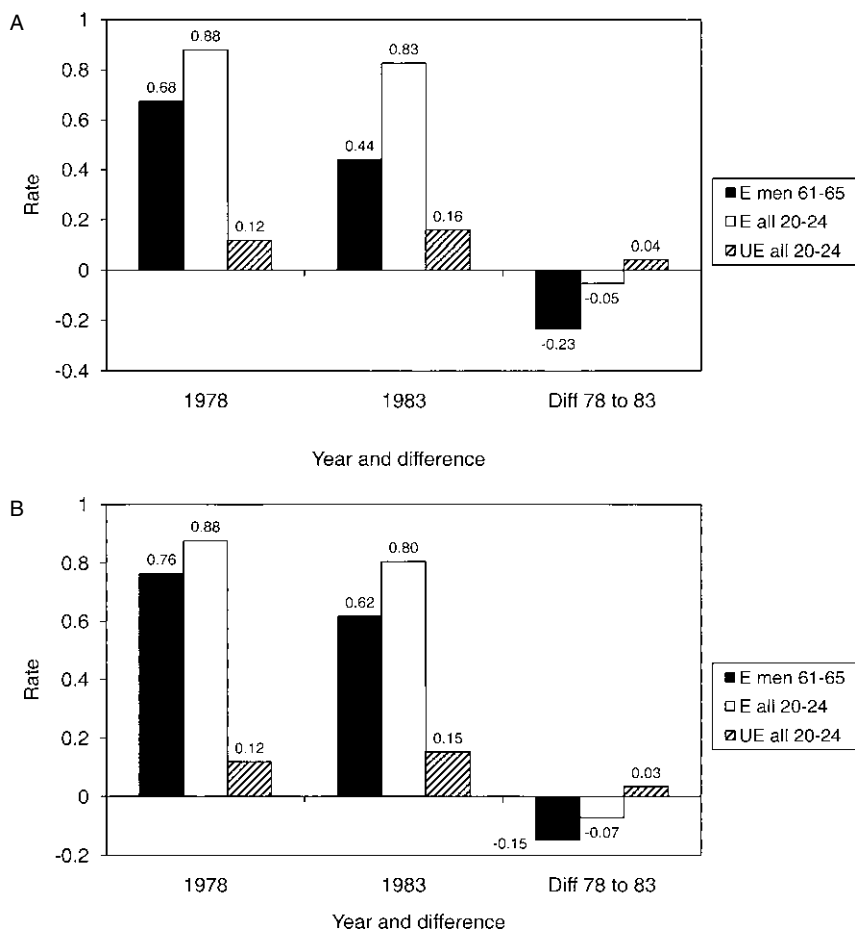 A
1
0.8
0.6
0.4
0.2
0
-0.2
-0.4
Rate
0.68
0.88
0.12
0.44
0.83
0.16
-0.23
-0.05
0.04
1978
1983
Diff 78 to 83
Year and difference
E men 61-65
E all 20-24
UE all 20-24
B
1
0.8
0.6
0.4
0.2
0
-0.2
Rate
0.76
0.88
0.12
0.62
0.80
0.15
-0.15
-0.07
0.03
1978
1983
Diff 78 to 83
Year and difference
E men 61-65
E all 20-24
UE all 20-24